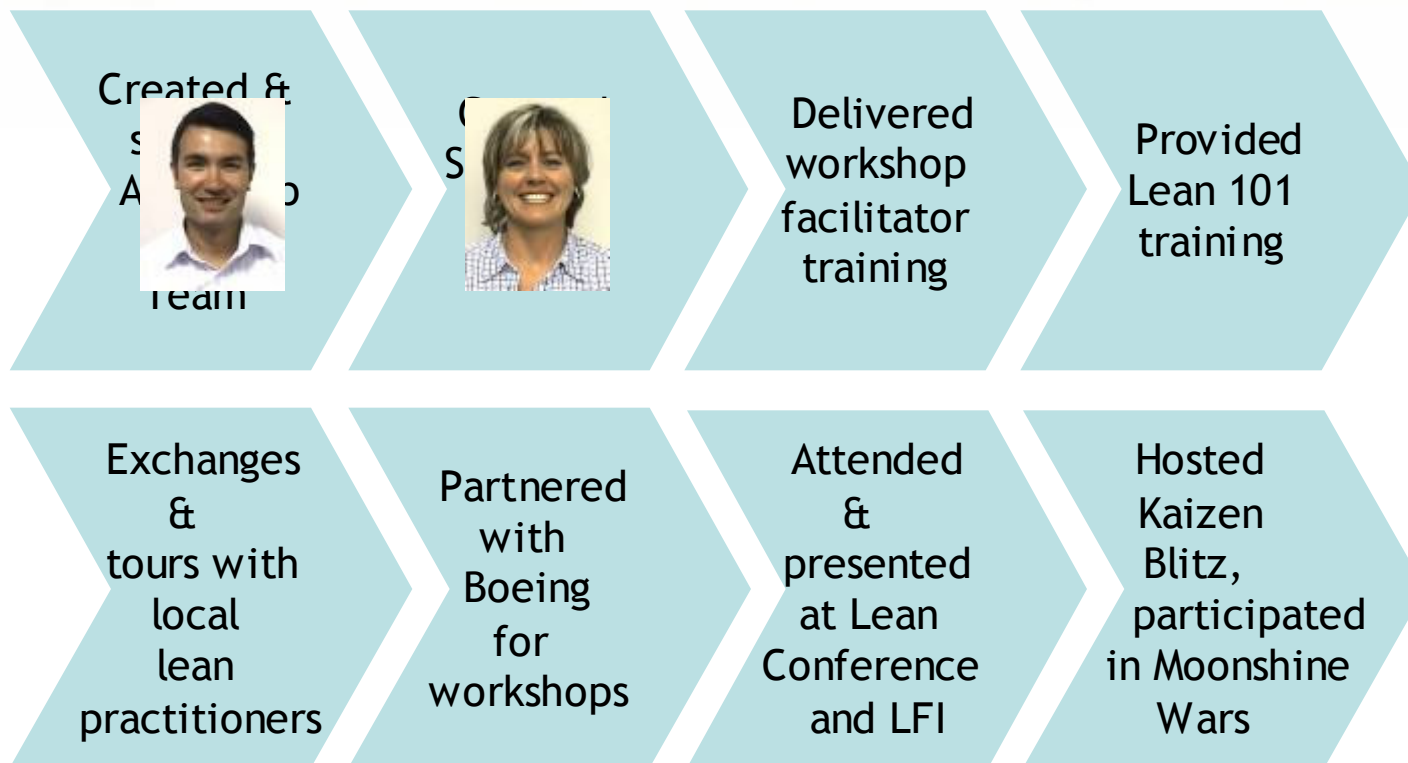 Created &
Team
Delivered
workshop
facilitator
training
Provided
Lean 101
training
Exchanges
&
tours with
local
lean
practitioners
Partnered
with
Boeing
for
workshops
Attended
&
presented
at Lean
Conference
and LFI
Hosted
Kaizen
Blitz,
participated
in Moonshine
Wars